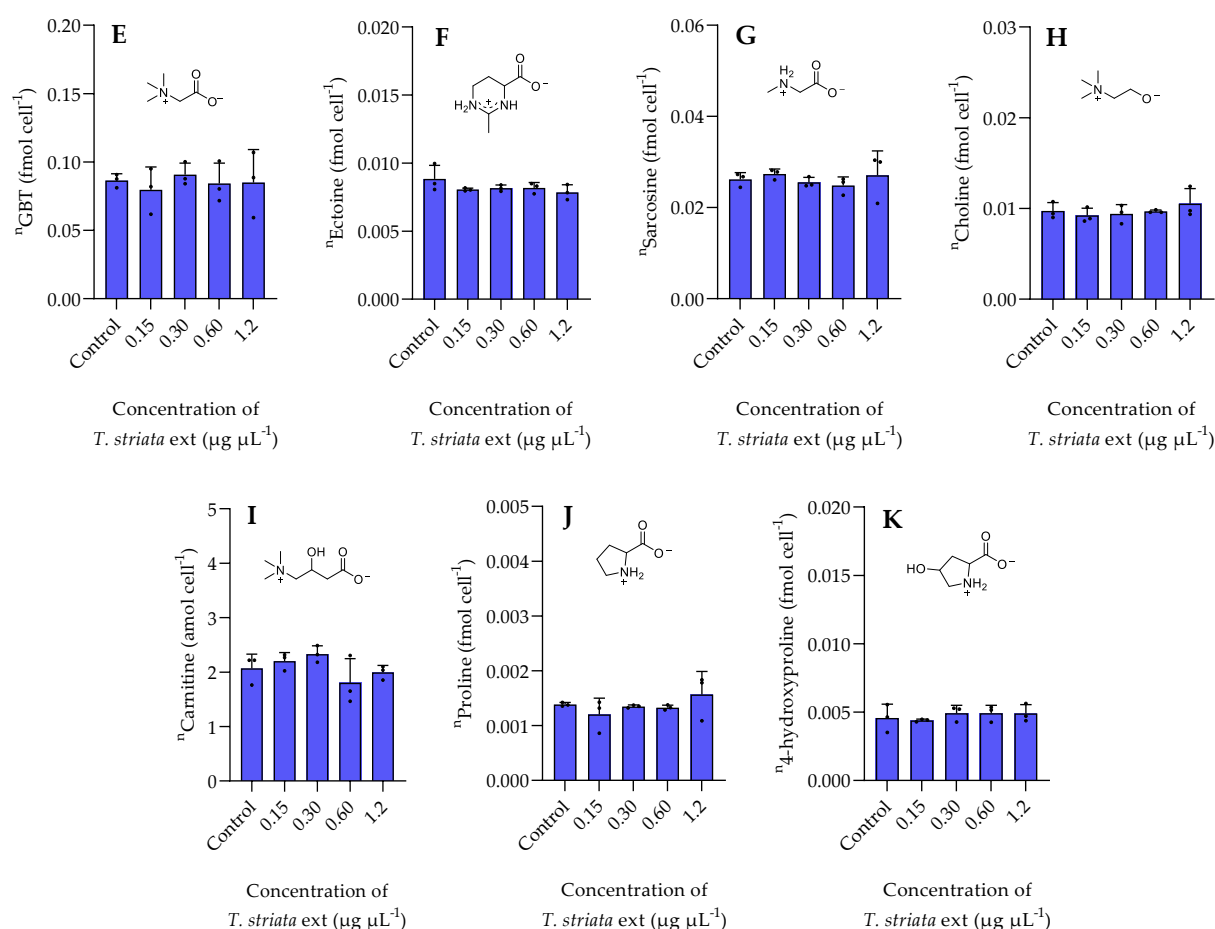 E
ⁿGBT (fmol cell⁻¹)
0.20
0.15
0.10
0.05
0.00
N
+
O
O⁻
Control
0.15
0.30
0.60
1.2
Concentration of
T. striata ext (µg µL⁻¹)
F
ⁿEctoine (fmol cell⁻¹)
0.020
0.015
0.010
0.005
0.000
O
O⁻
H₂N
+
NH
Control
0.15
0.30
0.60
1.2
Concentration of
T. striata ext (µg µL⁻¹)
G
ⁿSarcosine (fmol cell⁻¹)
0.06
0.04
0.02
0.00
H₂
N
+
O
O⁻
Control
0.15
0.30
0.60
1.2
Concentration of
T. striata ext (µg µL⁻¹)
H
ⁿCholine (fmol cell⁻¹)
0.03
0.02
0.01
0.00
N
+
O⁻
Control
0.15
0.30
0.60
1.2
Concentration of
T. striata ext (µg µL⁻¹)
I
ⁿCarnitine (amol cell⁻¹)
5
4
3
2
1
0
OH
O
N
+
O⁻
Control
0.15
0.30
0.60
1.2
Concentration of
T. striata ext (µg µL⁻¹)
J
ⁿProline (fmol cell⁻¹)
0.005
0.004
0.003
0.002
0.001
0.000
O
O⁻
NH₂
+
Control
0.15
0.30
0.60
1.2
Concentration of
T. striata ext (µg µL⁻¹)
K
ⁿ4-hydroxyproline (fmol cell⁻¹)
0.020
0.015
0.010
0.005
0.000
O
HO
O⁻
NH₂
+
Control
0.15
0.30
0.60
1.2
Concentration of
T. striata ext (µg µL⁻¹)